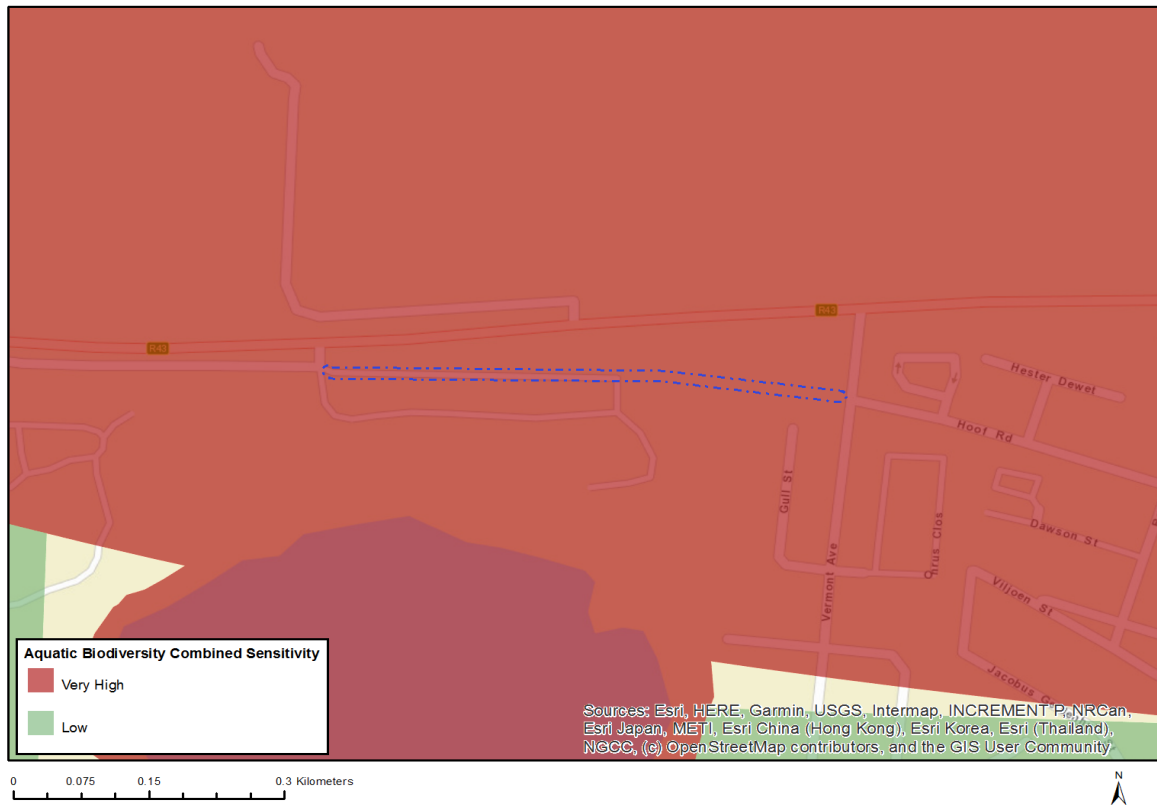 R43
R43
Hester Dewet
Hoof Rd
Gull St
Dawson St
Vermont Ave
Viljoen St
Aquatic Biodiversity Combined Sensitivity
Very High
Low
Sources: Esri, HERE, Garmin, USGS, Intermap, INCREMENT P, NRCan,
Esri Japan, METI, Esri China (Hong Kong), Esri Korea, Esri (Thailand),
NGCC, (c) OpenStreetMap contributors, and the GIS User Community
0 0.075 0.15 0.3 Kilometers
N